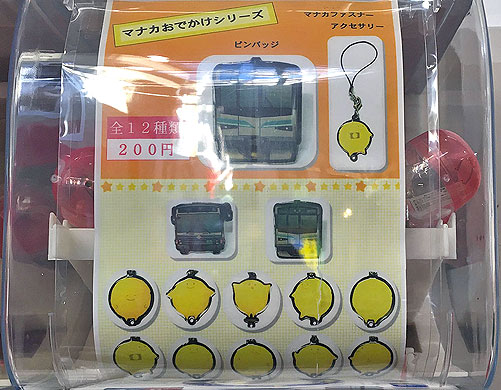 マナカおでかけシリーズ
マナカファスナー
アクセサリー
ピンバッジ
全12種類
200円